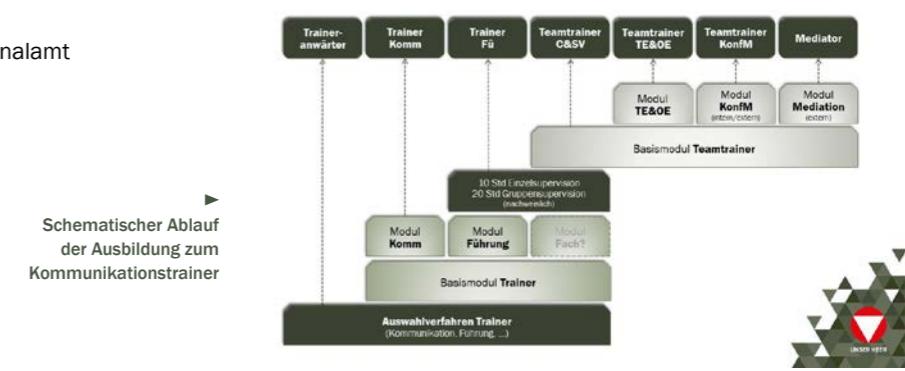 nalamt
Trainer-
anwärter
Trainer
Komm
Trainer
Fü
Teamtrainer
C&SV
Teamtrainer
TE&OE
Teamtrainer
KonfM
Mediator
Modul
TE&OE
Modul
KonfM
(intern/extern)
Modul
Mediation
(extern)
Basismodul Teamtrainer
10 Std Einzelsupervision
20 Std Gruppensupervision
(nachweislich)
Modul
Komm
Modul
Führung
Modul
Fach?
Basismodul Trainer
Auswahlverfahren Trainer
(Kommunikation, Führung, ...)
►
Schematischer Ablauf
der Ausbildung zum
Kommunikationstrainer
UNSER HEER